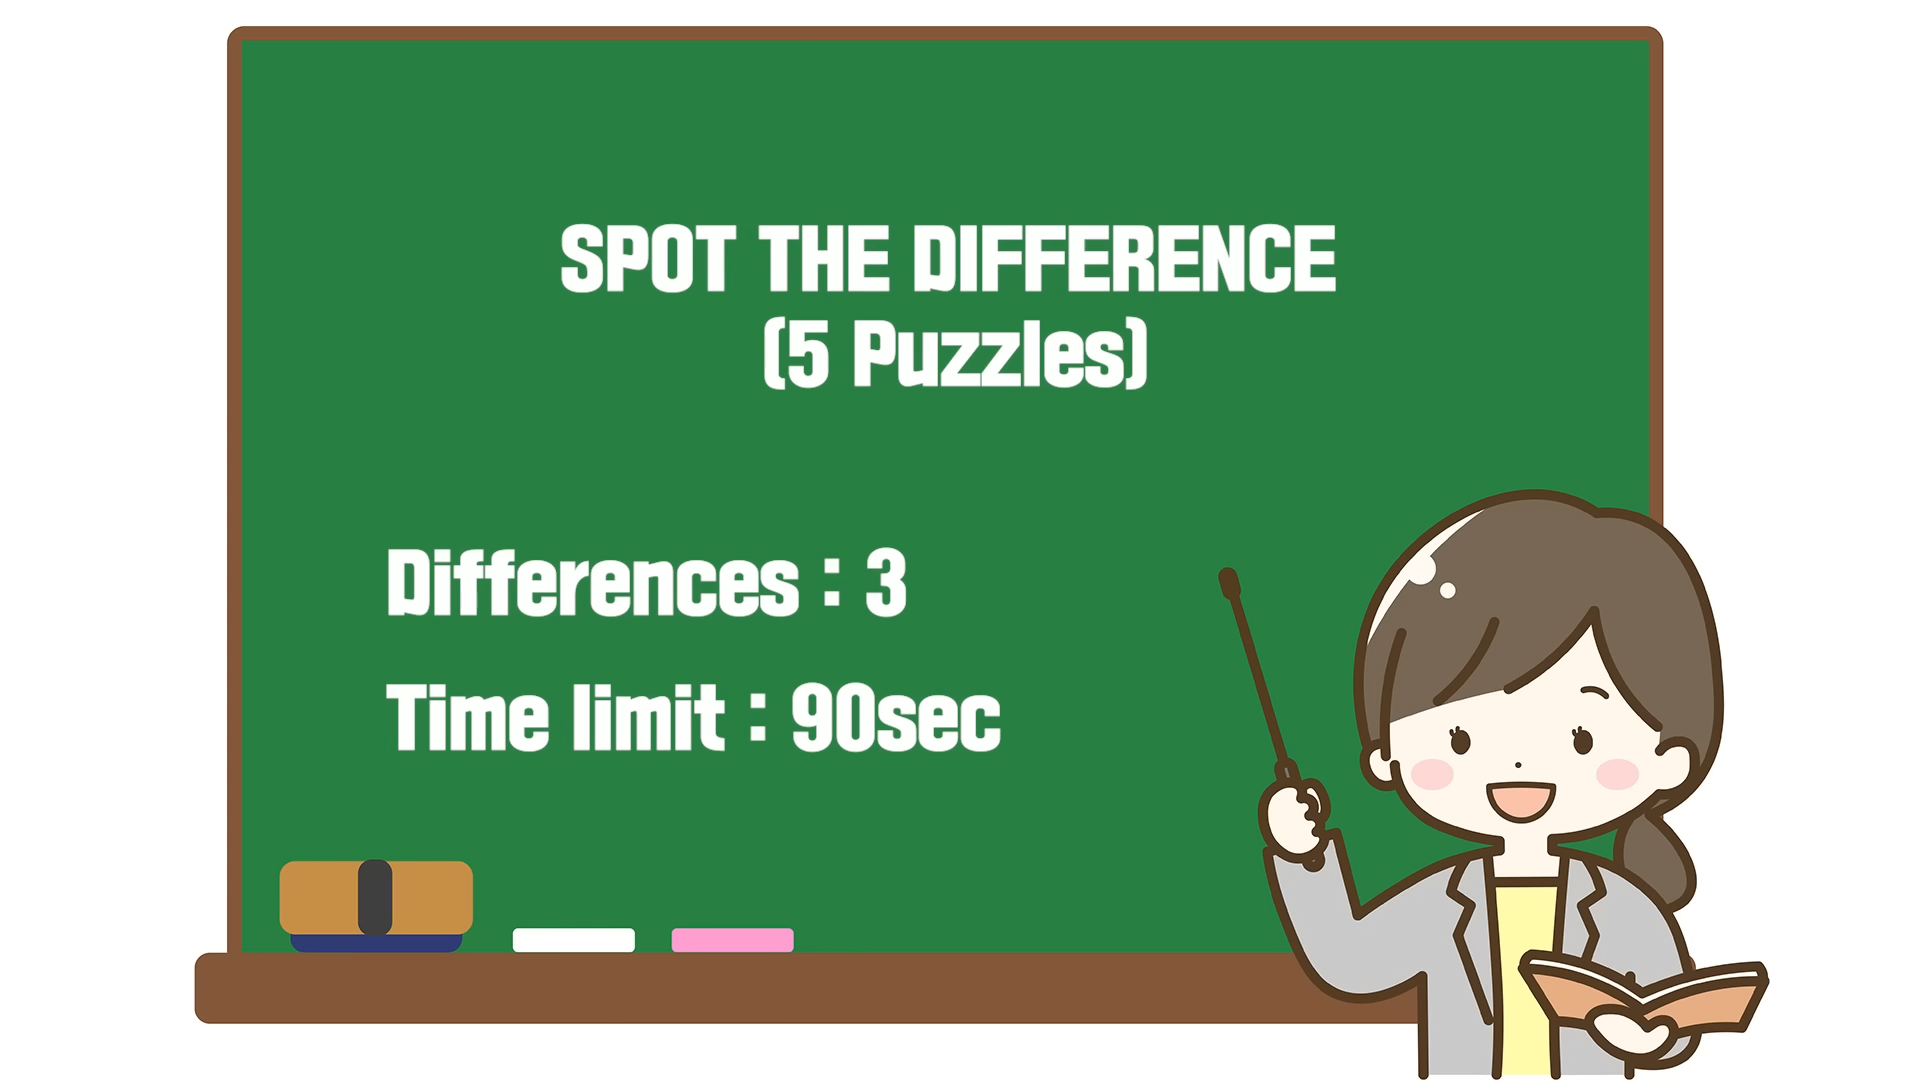 SPOT THE DIFFERENCE
(5 Puzzles)
Differences : 3
Time limit : 90sec